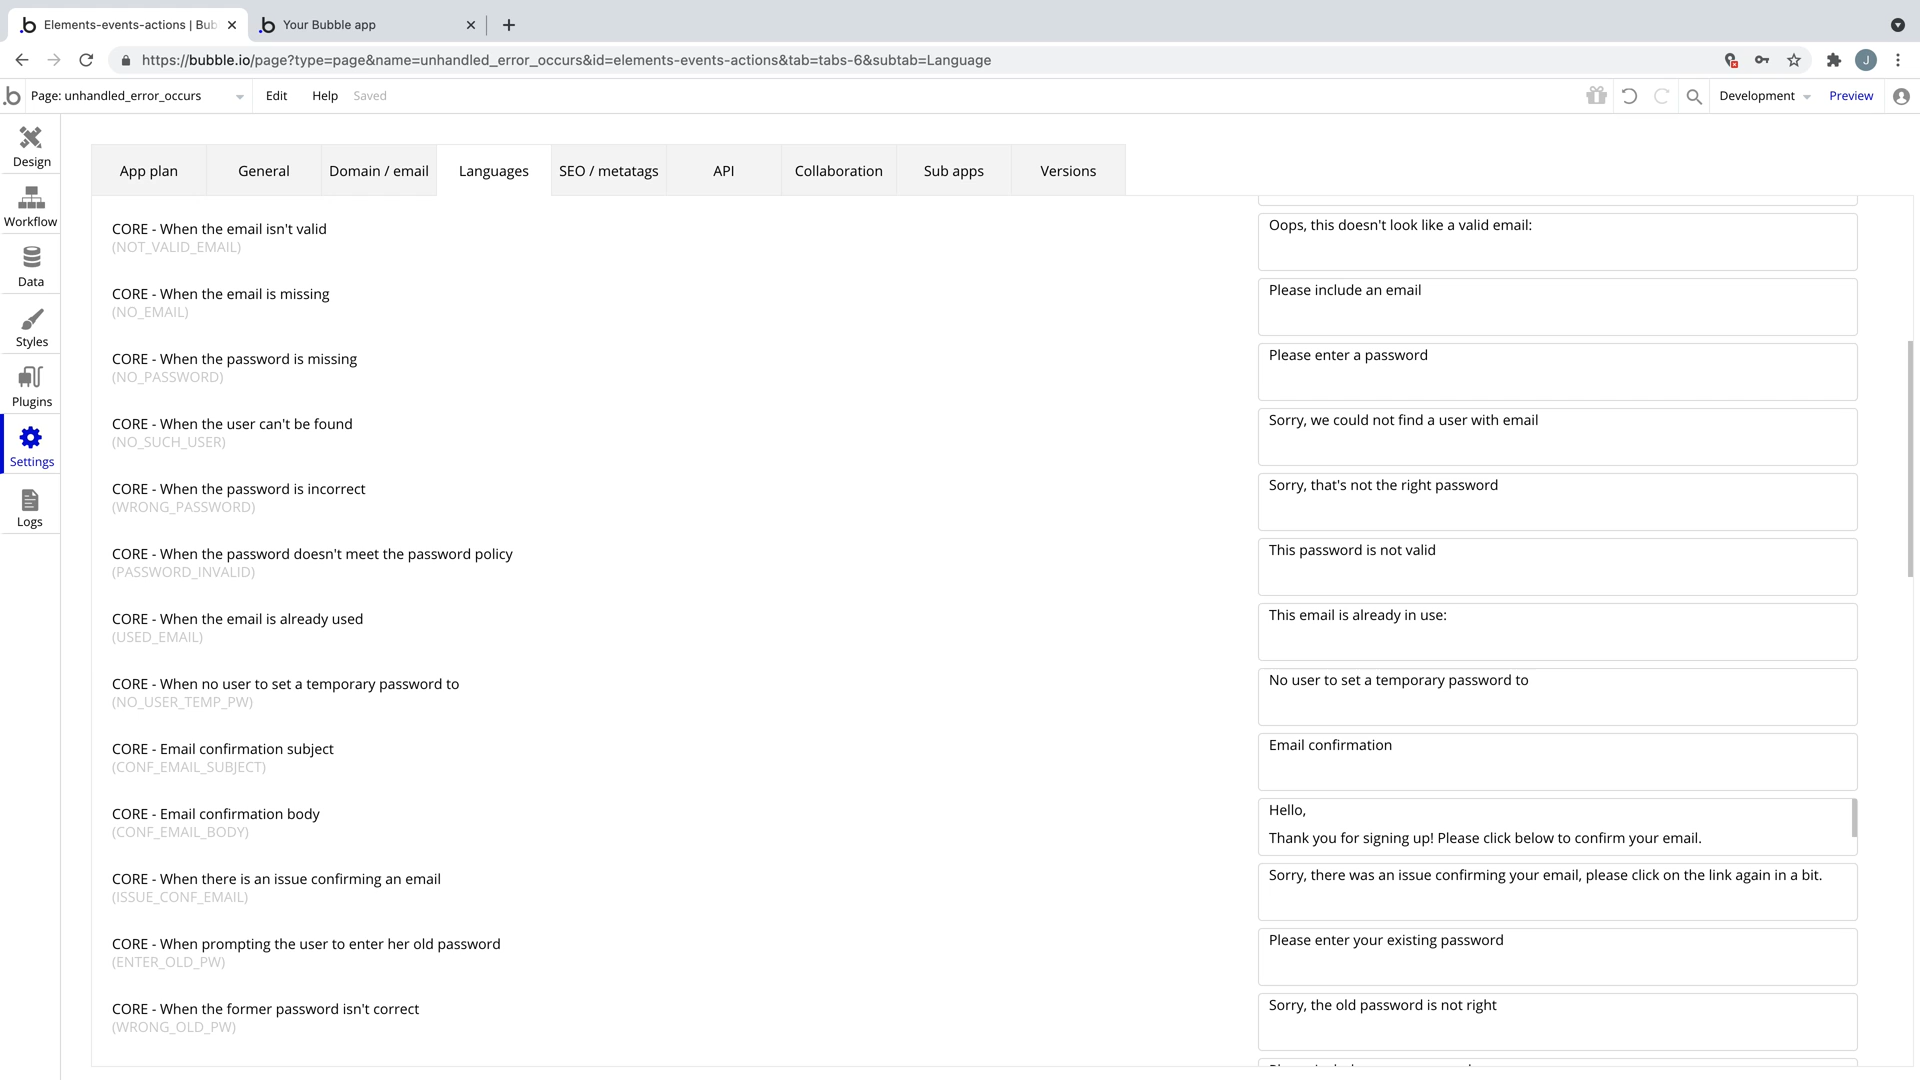 Elements-events-actions | Bub
Your Bubble app
https://bubble.io/page?type=page&name=unhandled_error_occurs&id=elements-events-actions&tab=tabs-6&subtab=Language
J
Page: unhandled_error_occurs
Edit
Help
Saved
Development
Preview
Design
Workflow
Data
Styles
Plugins
Settings
Logs
App plan
General
Domain / email
Languages
SEO / metatags
API
Collaboration
Sub apps
Versions
CORE - When the email isn't valid
(NOT_VALID_EMAIL)
Oops, this doesn't look like a valid email:
CORE - When the email is missing
(NO_EMAIL)
Please include an email
CORE - When the password is missing
(NO_PASSWORD)
Please enter a password
CORE - When the user can't be found
(NO_SUCH_USER)
Sorry, we could not find a user with email
CORE - When the password is incorrect
(WRONG_PASSWORD)
Sorry, that's not the right password
CORE - When the password doesn't meet the password policy
(PASSWORD_INVALID)
This password is not valid
CORE - When the email is already used
(USED_EMAIL)
This email is already in use:
CORE - When no user to set a temporary password to
(NO_USER_TEMP_PW)
No user to set a temporary password to
CORE - Email confirmation subject
(CONF_EMAIL_SUBJECT)
Email confirmation
CORE - Email confirmation body
(CONF_EMAIL_BODY)
Hello,
Thank you for signing up! Please click below to confirm your email.
CORE - When there is an issue confirming an email
(ISSUE_CONF_EMAIL)
Sorry, there was an issue confirming your email, please click on the link again in a bit.
CORE - When prompting the user to enter her old password
(ENTER_OLD_PW)
Please enter your existing password
CORE - When the former password isn't correct
(WRONG_OLD_PW)
Sorry, the old password is not right